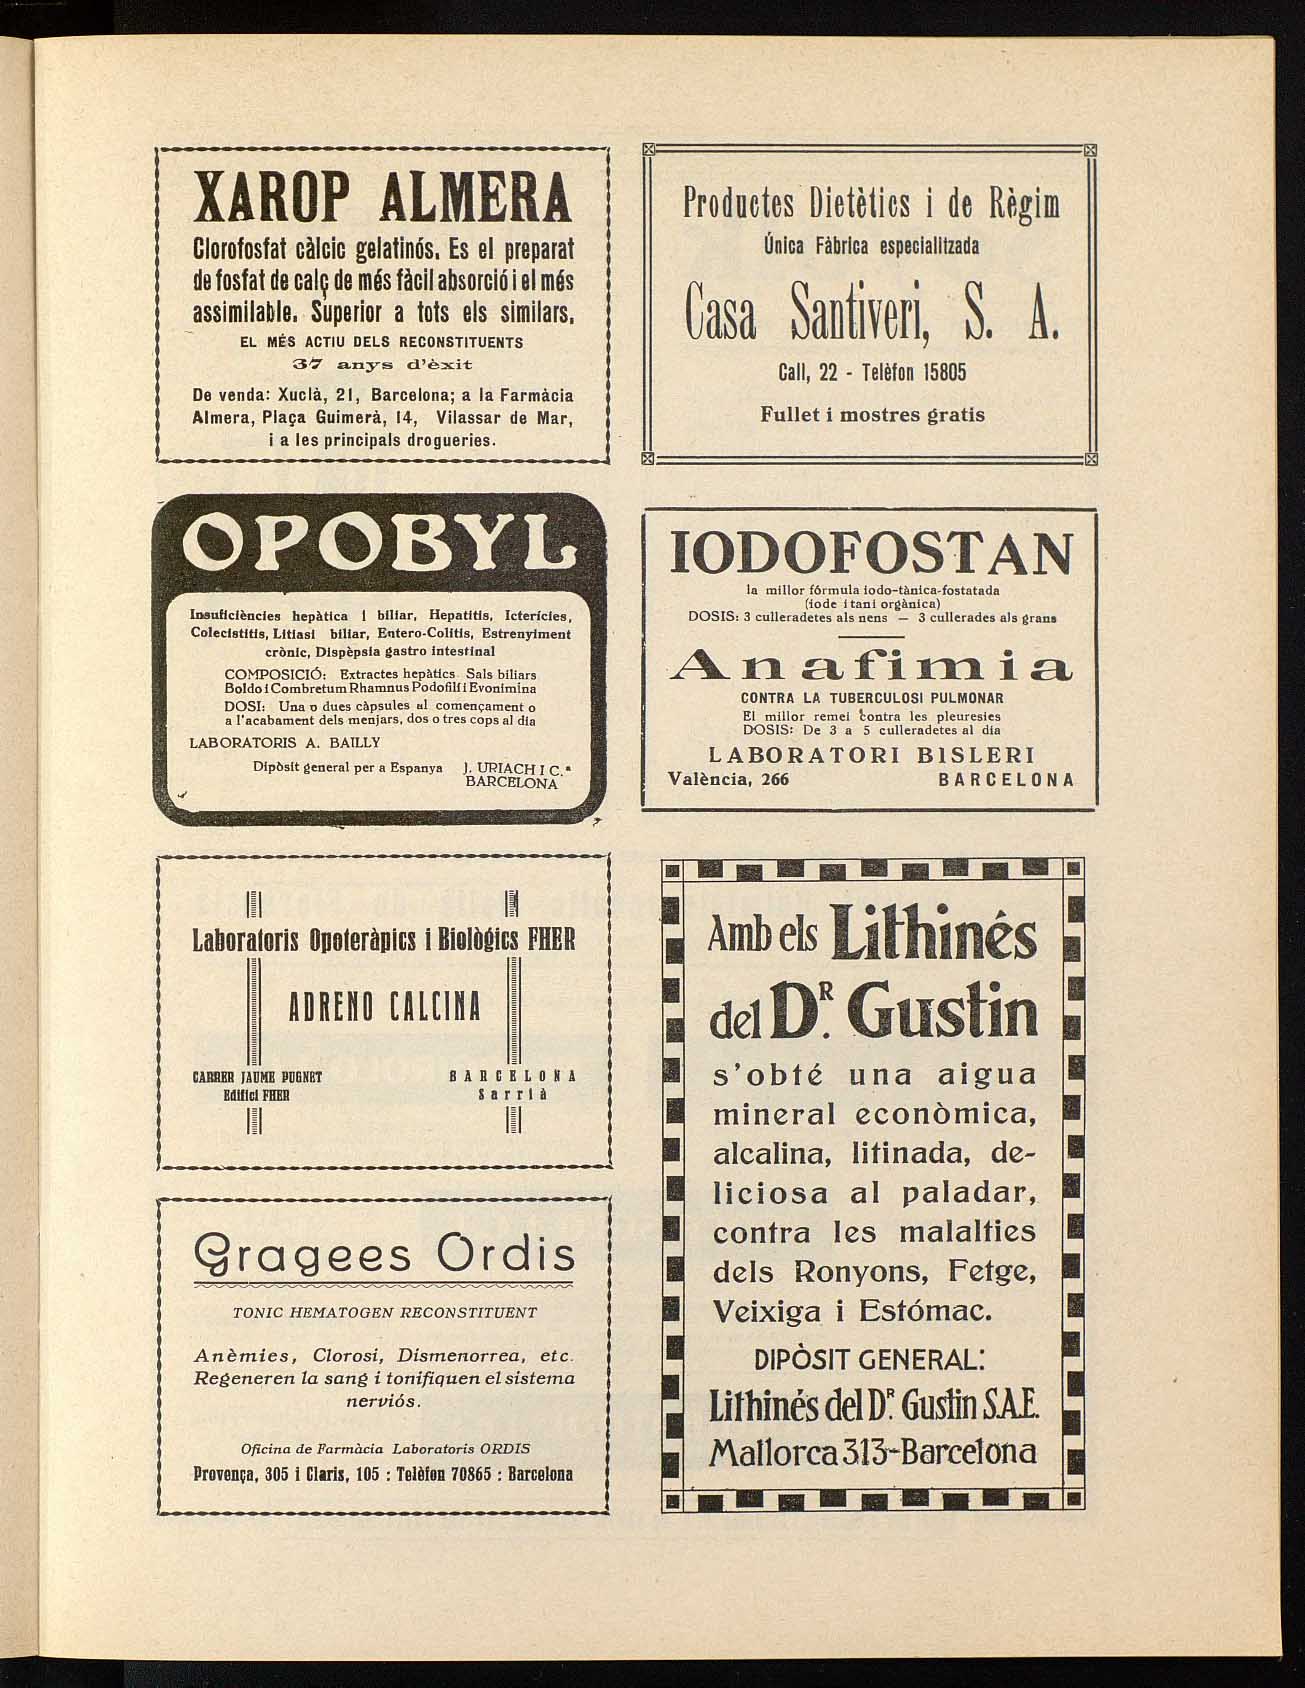 XAROP ALMERA
Clorofosfat càlcic gelatinós. Es el preparat
de fosfat de calç de més fàcil absorció i el més
assimilable. Superior a tots els similars.
EL MÉS ACTIU DELS RECONSTITUENTS
37 anys d'èxit
De venda: Xuclà, 21, Barcelona; a la Farmàcia
Almera, Plaça Guimerà, 14, Vilassar de Mar,
i a les principals drogueries.
Productes Dietètics i de Règim
Única Fàbrica especialitzada
Casa Santiveri, S. A.
Call, 22 - Telèfon 15805
Fullet i mostres gratis
OPOBYL
Insuficiències hepàtica i biliar, Hepatitis, Icterícies,
Colecistitis, Litiasi biliar, Entero-Colitis, Estrenyiment
crònic, Dispèpsia gastro intestinal
COMPOSICIÓ: Extractes hepàtics. Sals biliars
Boldo i Combretum Rhamnus Podofilí i Evonimina
DOSI: Una o dues càpsules al començament o
a l'acabament dels menjars, dos o tres cops al dia
LABORATORIS A. BAILLY
Dipòsit general per a Espanya J. URIACH I C.ª
BARCELONA
IODOFOSTAN
la millor fórmula iodo-tànica-fostatada
(iode i tani orgànica)
DOSIS: 3 culleradetes als nens — 3 cullerades als grans
Anafimia
CONTRA LA TUBERCULOSI PULMONAR
El millor remei contra les pleuresies
DOSIS: De 3 a 5 culleradetes al dia
LABORATORI BISLERI
València, 266 BARCELONA
Laboratoris Opoteràpics i Biològics FHER
ADRENO CALCINA
CARRER JAUME PUGNET BARCELONA
Edifici FHER Sarrià
Gragees Ordis
TONIC HEMATOGEN RECONSTITUENT
Anèmies, Clorosi, Dismenorrea, etc.
Regeneren la sang i tonifiquen el sistema
nerviós.
Oficina de Farmàcia Laboratoris ORDIS
Provença, 305 i Claris, 105 : Telèfon 70865 : Barcelona
Amb els Lithinés
del DR. Gustin
s'obté una aigua
mineral econòmica,
alcalina, litinada, de-
liciosa al paladar,
contra les malalties
dels Ronyons, Fetge,
Veixiga i Estómac.
DIPÒSIT GENERAL:
Lithinés del DR. Gustin S.A.E.
Mallorca 313-Barcelona